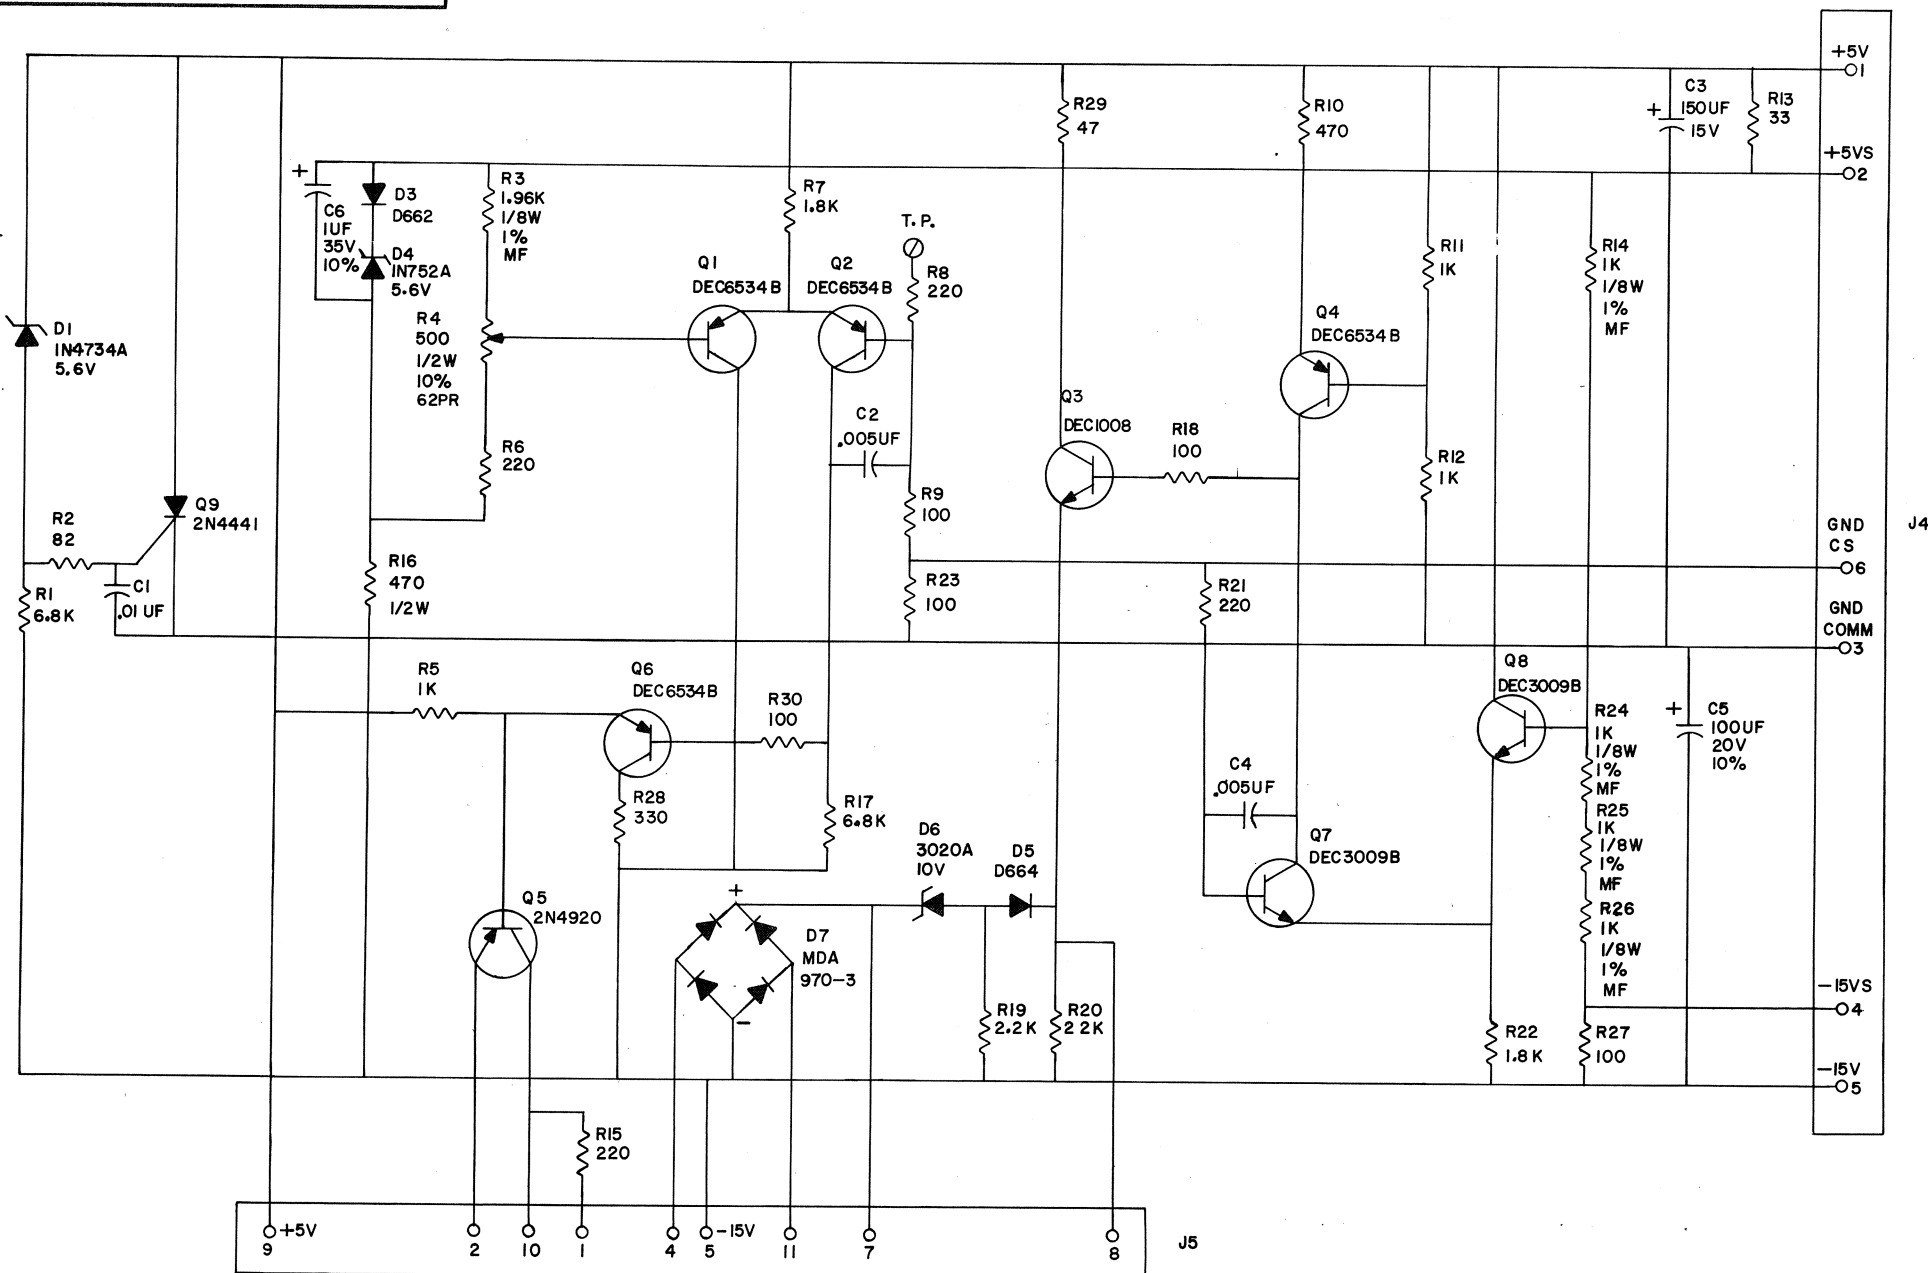 +5V
1
C3
+
150UF
15V
R13
33
+5VS
2
R29
47
R10
470
+
C6
1UF
35V
10%
D3
D662
D4
1N752A
5.6V
R3
1.96K
1/8W
1%
MF
R7
1.8K
T.P.
R8
220
Q1
DEC6534B
Q2
DEC6534B
R11
1K
R14
1K
1/8W
1%
MF
D1
1N4734A
5.6V
R4
500
1/2W
10%
62PR
Q4
DEC6534B
Q3
DEC1008
R18
100
C2
.005UF
R6
220
R12
1K
R9
100
Q9
2N4441
R2
82
GND
CS
6
J4
R1
6.8K
C1
.01UF
R16
470
1/2W
R23
100
R21
220
GND
COMM
3
R5
1K
Q6
DEC6534B
R30
100
Q8
DEC3009B
R24
1K
1/8W
1%
MF
+
C5
100UF
20V
10%
R28
330
R17
6.8K
C4
.005UF
R25
1K
1/8W
1%
MF
D6
3020A
10V
D5
D664
Q7
DEC3009B
Q5
2N4920
+
D7
MDA
970-3
-
R26
1K
1/8W
1%
MF
-15VS
4
R19
2.2K
R20
2 2K
R22
1.8K
R27
100
-15V
5
R15
220
+5V
9
2
10
1
4
5
-15V
11
7
8
J5